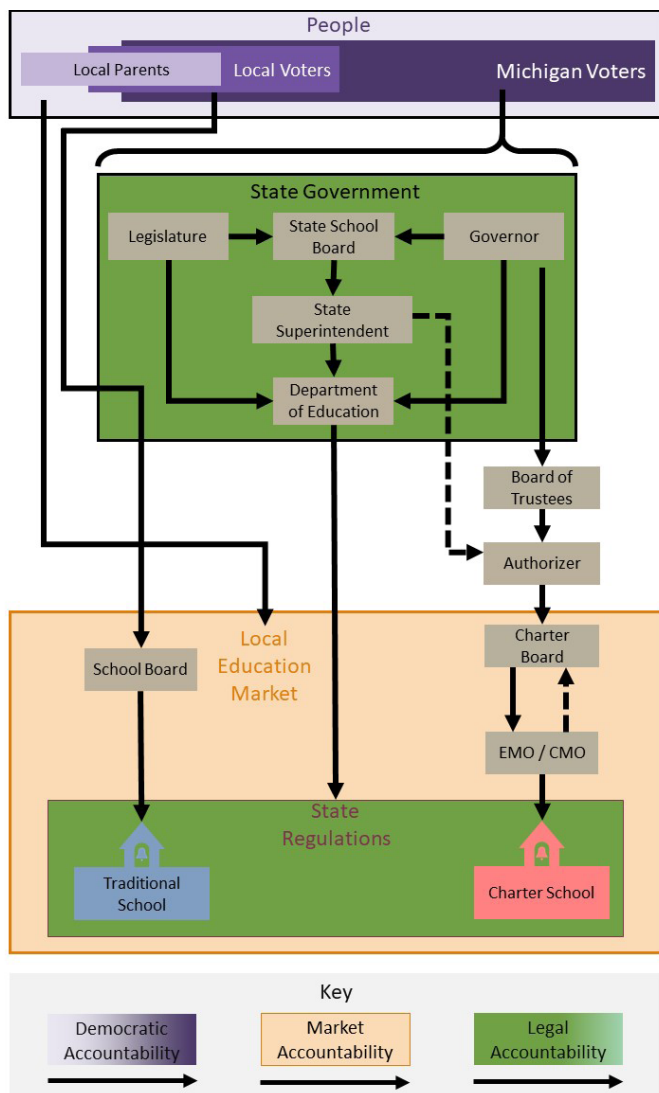 People
Local Parents
Local Voters
Michigan Voters
State Government
Legislature
State School
Board
Governor
State
Superintendent
Department
of Education
Board of
Trustees
Authorizer
Local
Education
Market
School Board
Charter
Board
EMO / CMO
State
Regulations
Traditional
School
Charter School
Key
Democratic
Accountability
Market
Accountability
Legal
Accountability